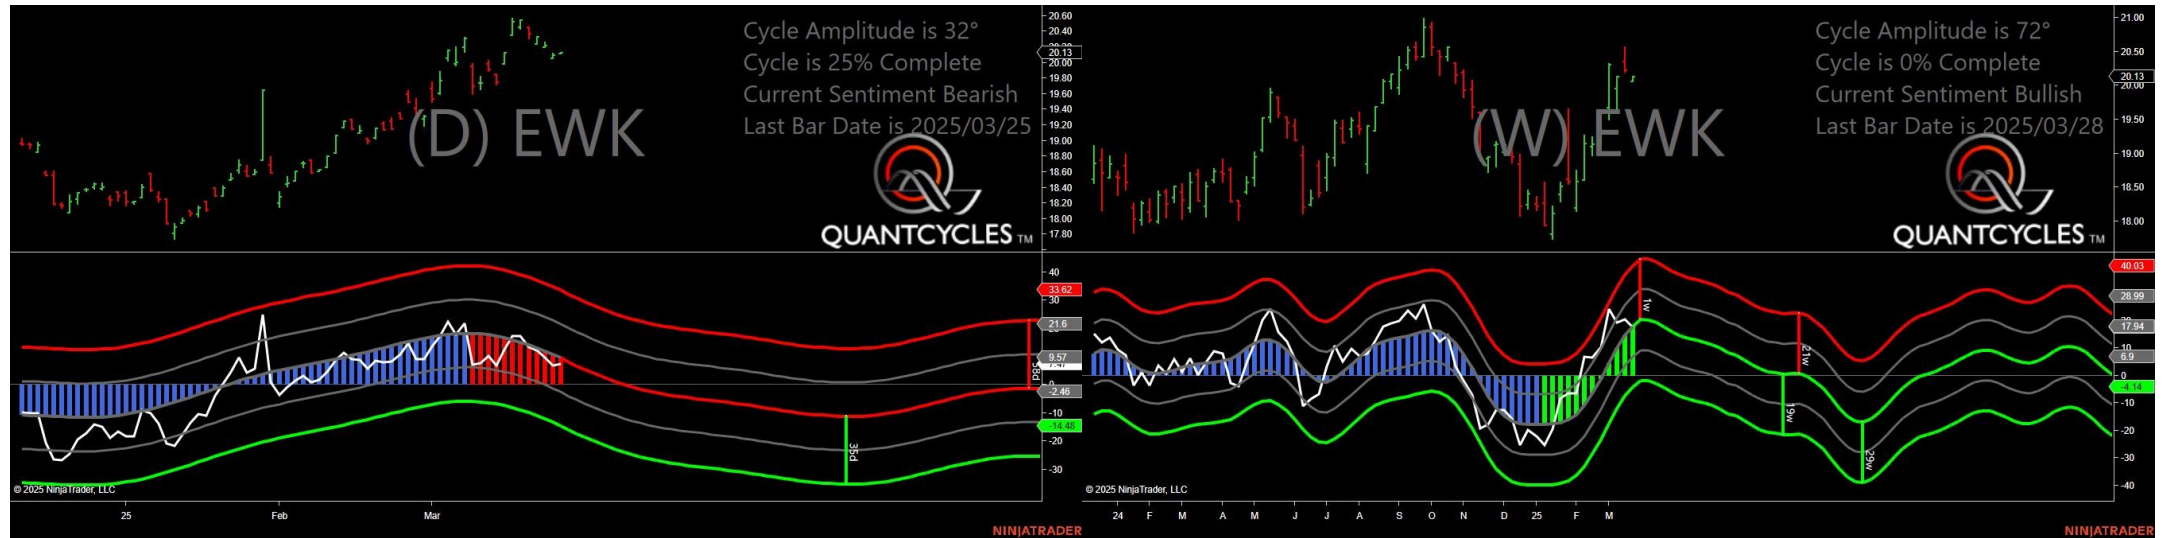 Cycle Amplitude is 32°
Cycle is 25% Complete
Current Sentiment Bearish
Last Bar Date is 2025/03/25
(D) EWK
QUANTCYCLES TM
20.60
20.40
20.13
20.00
19.80
19.60
19.40
19.20
19.00
18.80
18.60
18.40
18.20
18.00
17.80
40
33.62
30
21.6
9.57
0
-2.46
-10
-14.48
-20
-30
38d
35d
© 2025 NinjaTrader, LLC
25 Feb Mar
NINJATRADER
Cycle Amplitude is 72°
Cycle is 0% Complete
Current Sentiment Bullish
Last Bar Date is 2025/03/28
(W) EWK
QUANTCYCLES TM
21.00
20.50
20.13
20.00
19.50
19.00
18.50
18.00
40.03
28.99
17.94
10
6.9
0
-4.14
-10
-20
-30
-40
1w
21w
19w
29w
© 2025 NinjaTrader, LLC
24 F M A M J J A S O N D 25 F M
NINJATRADER